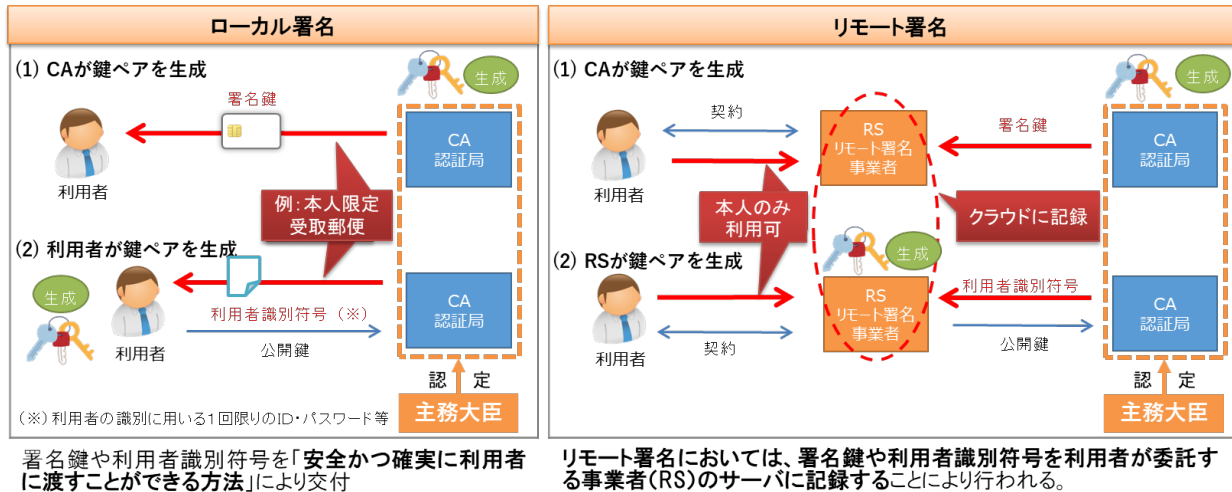 ローカル署名
(1) CAが鍵ペアを生成
生成
署名鍵
CA
認証局
利用者
例:本人限定
受取郵便
(2) 利用者が鍵ペアを生成
生成
利用者
利用者識別符号 (※)
公開鍵
CA
認証局
認 定
主務大臣
(※)利用者の識別に用いる1回限りのID・パスワード等
署名鍵や利用者識別符号を「安全かつ確実に利用者
に渡すことができる方法」により交付
リモート署名
(1) CAが鍵ペアを生成
生成
契約
RS
リモート署名
事業者
署名鍵
CA
認証局
利用者
本人のみ
利用可
クラウドに記録
(2) RSが鍵ペアを生成
生成
利用者
契約
RS
リモート署名
事業者
利用者識別符号
公開鍵
CA
認証局
認 定
主務大臣
リモート署名においては、署名鍵や利用者識別符号を利用者が委託す
る事業者(RS)のサーバに記録することにより行われる。